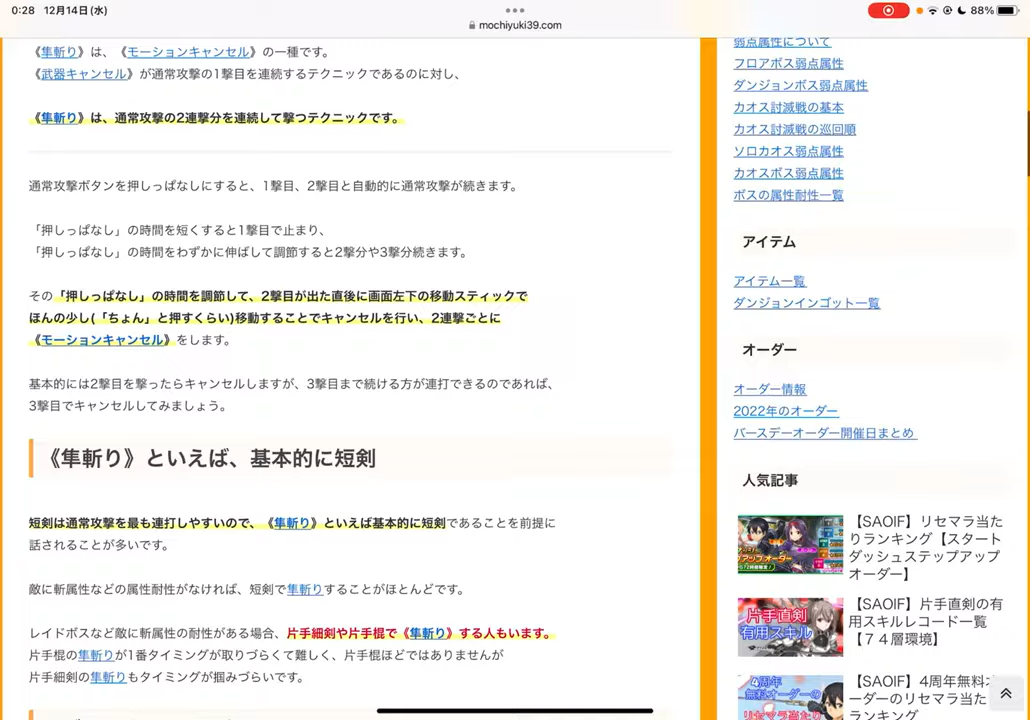 0:28 12月14日(水)
88%
mochiyuki39.com
《隼斬り》は、《モーションキャンセル》の一種です。
《武器キャンセル》が通常攻撃の1撃目を連続するテクニックであるのに対し、
《隼斬り》は、通常攻撃の2連撃分を連続して撃つテクニックです。
通常攻撃ボタンを押しっぱなしにすると、1撃目、2撃目と自動的に通常攻撃が続きます。
「押しっぱなし」の時間を短くすると1撃目で止まり、
「押しっぱなし」の時間をわずかに伸ばして調節すると2撃分や3撃分続きます。
その「押しっぱなし」の時間を調節して、2撃目が出た直後に画面左下の移動スティックで
ほんの少し(「ちょん」と押すくらい)移動することでキャンセルを行い、2連撃ごとに
《モーションキャンセル》をします。
基本的には2撃目を撃ったらキャンセルしますが、3撃目まで続ける方が連打できるのであれば、
3撃目でキャンセルしてみましょう。
《隼斬り》といえば、基本的に短剣
短剣は通常攻撃を最も連打しやすいので、《隼斬り》といえば基本的に短剣であることを前提に
話されることが多いです。
敵に斬属性などの属性耐性がなければ、短剣で隼斬りすることがほとんどです。
レイドボスなど敵に斬属性の耐性がある場合、片手細剣や片手棍で《隼斬り》する人もいます。
片手棍の隼斬りが1番タイミングが取りづらくて難しく、片手棍ほどではありませんが
片手細剣の隼斬りもタイミングが掴みづらいです。
弱点属性について
フロアボス弱点属性
ダンジョンボス弱点属性
カオス討滅戦の基本
カオス討滅戦の巡回順
ソロカオス弱点属性
カオスボス弱点属性
ボスの属性耐性一覧
アイテム
アイテム一覧
ダンジョンインゴット一覧
オーダー
オーダー情報
2022年のオーダー
バースデーオーダー開催日まとめ
人気記事
【SAOIF】リセマラ当た
りランキング【スタート
ダッシュステップアップ
オーダー】
【SAOIF】片手直剣の有
用スキルレコード一覧
【７４層環境】
片手直剣
有用スキル
【SAOIF】4周年無料オ
ーダーのリセマラ当た
ランキング
4周年
無料オーダーの
リセマラ当たり